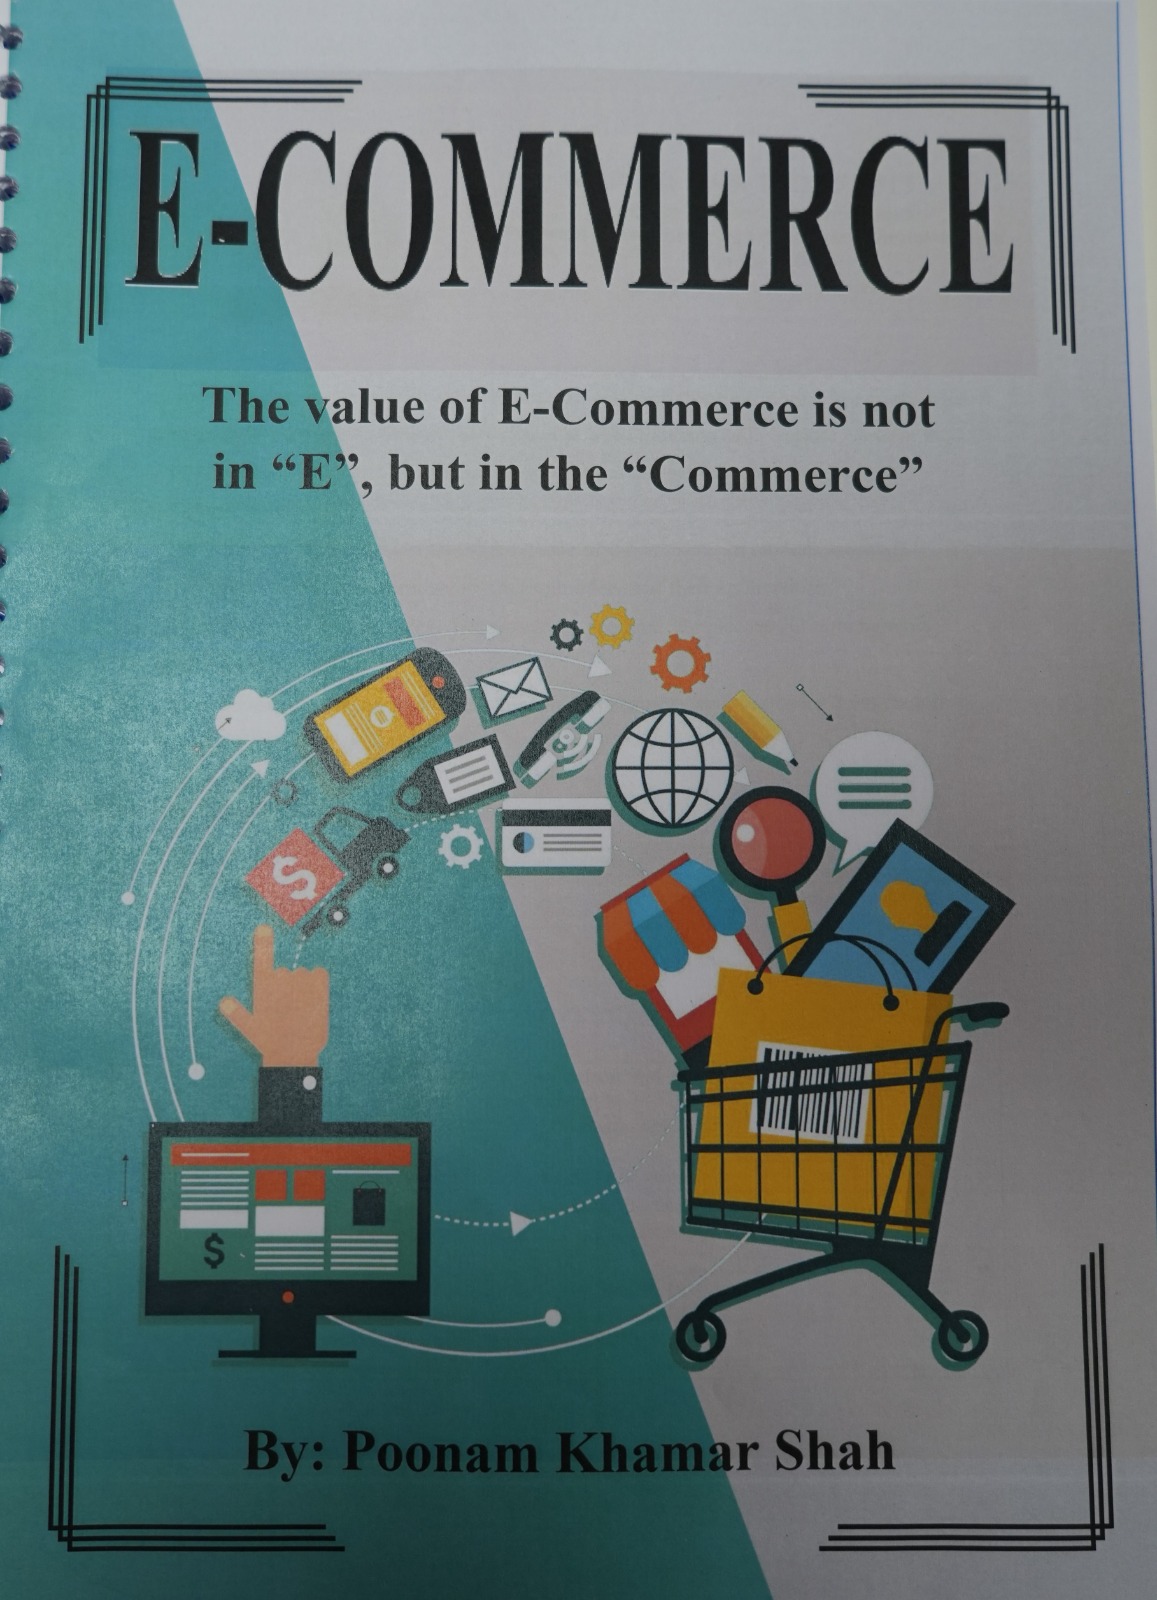 E-COMMERCE
The value of E-Commerce is not
in “E”, but in the “Commerce”
$
$
By: Poonam Khamar Shah